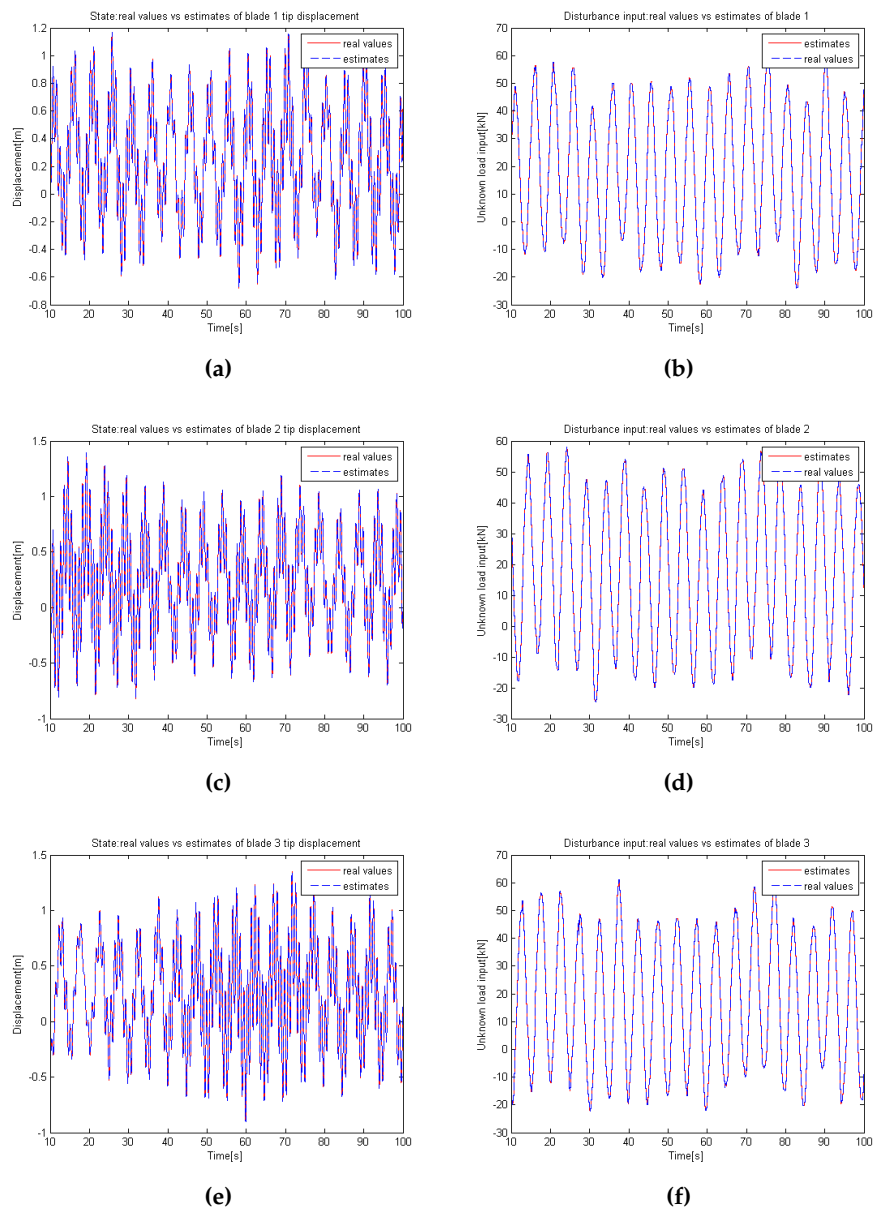 State:real values vs estimates of blade 1 tip displacement
1.2
1
0.8
0.6
0.4
0.2
0
-0.2
-0.4
-0.6
-0.8
Displacement[m]
real values
estimates
10 20 30 40 50 60 70 80 90 100
Time[s]
(a)
Disturbance input:real values vs estimates of blade 1
70
60
50
40
30
20
10
0
-10
-20
-30
Unknown load input[kN]
estimates
real values
10 20 30 40 50 60 70 80 90 100
Time[s]
(b)
State:real values vs estimates of blade 2 tip displacement
1.5
1
0.5
0
-0.5
-1
Displacement[m]
real values
estimates
10 20 30 40 50 60 70 80 90 100
Time[s]
(c)
Disturbance input:real values vs estimates of blade 2
60
50
40
30
20
10
0
-10
-20
-30
Unknown load input[kN]
estimates
real values
10 20 30 40 50 60 70 80 90 100
Time[s]
(d)
State:real values vs estimates of blade 3 tip displacement
1.5
1
0.5
0
-0.5
-1
Displacement[m]
real values
estimates
10 20 30 40 50 60 70 80 90 100
Time[s]
(e)
Disturbance input:real values vs estimates of blade 3
70
60
50
40
30
20
10
0
-10
-20
-30
Unknown load input[kN]
estimates
real values
10 20 30 40 50 60 70 80 90 100
Time[s]
(f)